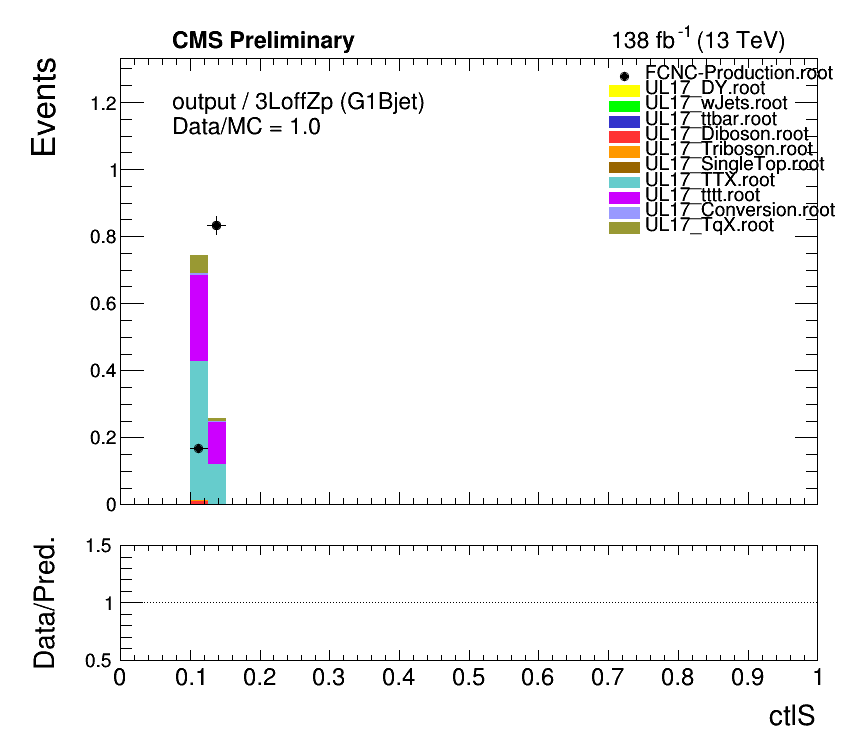 CMS Preliminary
138 fb-1 (13 TeV)
Events
output / 3LoffZp (G1Bjet)
Data/MC = 1.0
FCNC-Production.root
UL17_DY.root
UL17_wJets.root
UL17_ttbar.root
UL17_Diboson.root
UL17_Triboson.root
UL17_SingleTop.root
UL17_TTX.root
UL17_tttt.root
UL17_Conversion.root
UL17_TqX.root
1.2
1
0.8
0.6
0.4
0.2
0
Data/Pred.
1.5
1
0.5
0 0.1 0.2 0.3 0.4 0.5 0.6 0.7 0.8 0.9 1
ctlS